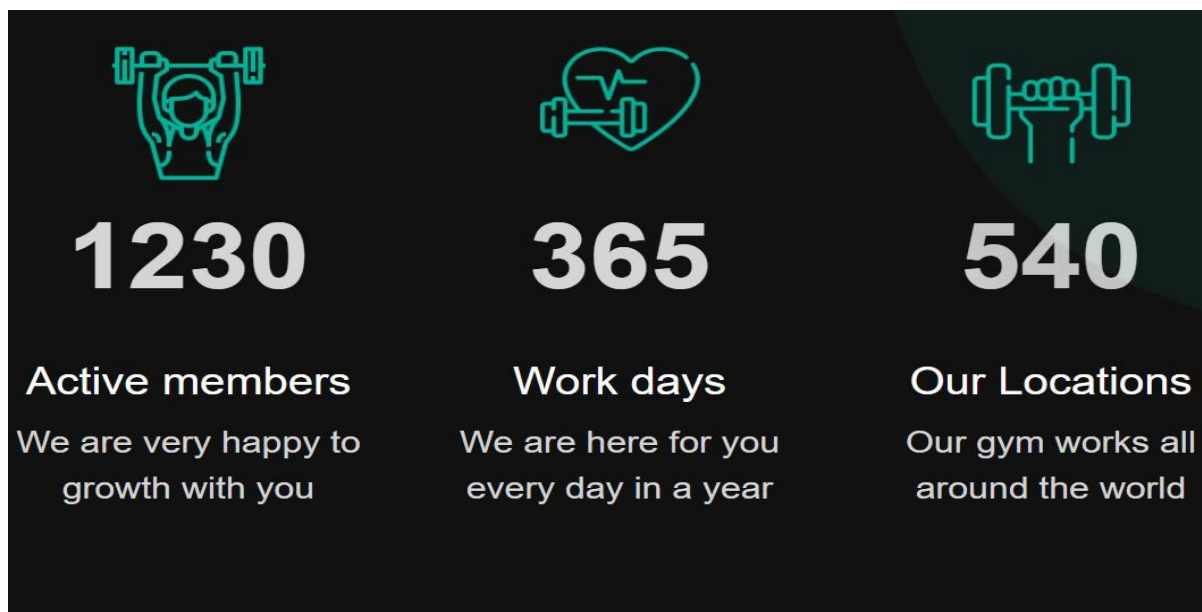 1230
Active members
We are very happy to
growth with you
365
Work days
We are here for you
every day in a year
540
Our Locations
Our gym works all
around the world